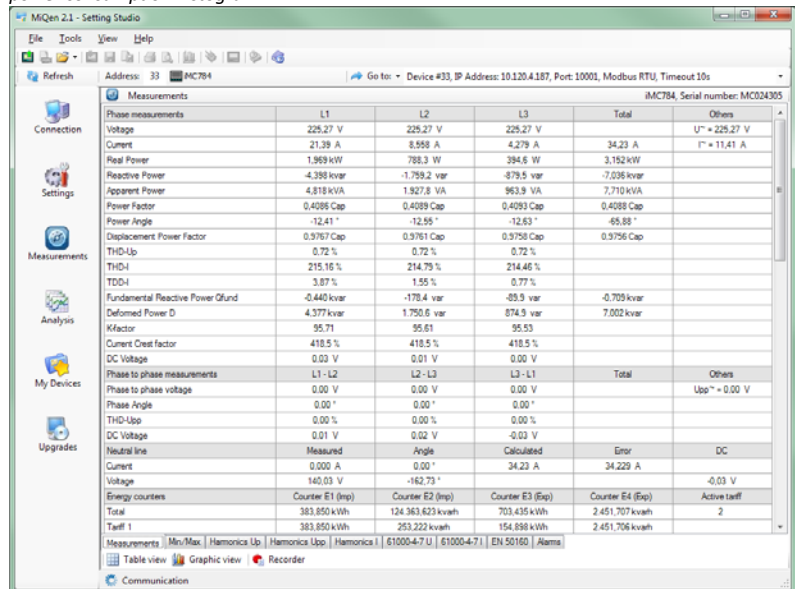 MiQen 2.1 - Setting Studio
File Tools View Help
Refresh Address: 33 MC784 Go to: Device #33, IP Address: 10.120.4.187, Port: 10001, Modbus RTU, Timeout 10s
Measurements iMC784, Serial number: MC024305
Connection
Settings
Measurements
Analysis
My Devices
Upgrades
Phase measurements L1 L2 L3 Total Others
Voltage 225,27 V 225,27 V 225,27 V U~ = 225,27 V
Current 21,39 A 8,558 A 4,279 A 34,23 A I~ = 11,41 A
Real Power 1,969 kW 788,3 W 394,6 W 3,152 kW
Reactive Power -4,398 kvar -1.759,2 var -879,5 var -7,036 kvar
Apparent Power 4,818 kVA 1.927,8 VA 963,9 VA 7,710 kVA
Power Factor 0,4086 Cap 0,4089 Cap 0,4093 Cap 0,4088 Cap
Power Angle -12,41 ° -12,55 ° -12,63 ° -65,88 °
Displacement Power Factor 0,9767 Cap 0,9761 Cap 0,9758 Cap 0,9756 Cap
THD-Up 0,72 % 0,72 % 0,72 %
THD-I 215,16 % 214,79 % 214,46 %
TDD-I 3.87 % 1.55 % 0.77 %
Fundamental Reactive Power Qfund -0,440 kvar -178.4 var -89.9 var -0,709 kvar
Deformed Power D 4,377 kvar 1.750.6 var 874.9 var 7.002 kvar
K-factor 95,71 95.61 95.53
Current Crest factor 418.5 % 418.5 % 418.5 %
DC Voltage 0.03 V 0.01 V 0.00 V
Phase to phase measurements L1 - L2 L2 - L3 L3 - L1 Total Others
Phase to phase voltage 0.00 V 0.00 V 0.00 V Upp~ = 0,00 V
Phase Angle 0.00 ° 0.00 ° 0.00 °
THD-Upp 0,00 % 0,00 % 0,00 %
DC Voltage 0.01 V 0.02 V -0.03 V
Neutral line Measured Angle Calculated Error DC
Current 0,000 A 0,00 ° 34,23 A 34,229 A
Voltage 140,03 V -162,73 ° -0,03 V
Energy counters Counter E1 (Imp) Counter E2 (Imp) Counter E3 (Exp) Counter E4 (Exp) Active tariff
Total 383,850 kWh 124.363,623 kvarh 703,435 kWh 2.451,707 kvarh 2
Tariff 1 383,850 kWh 253,222 kvarh 154,898 kWh 2.451,706 kvarh
Measurements Min/Max Harmonics Up Harmonics Upp Harmonics I 61000-4-7 U 61000-4-7 I EN 50160 Alarms
Table view Graphic view Recorder
Communication